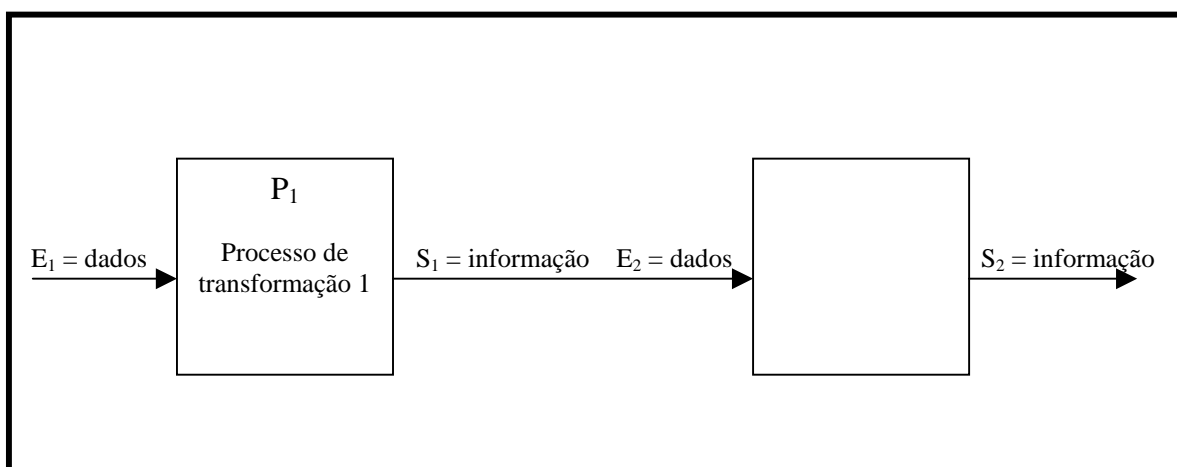 P₁
E₁ = dados
Processo de
transformação 1
S₁ = informação
E₂ = dados
S₂ = informação